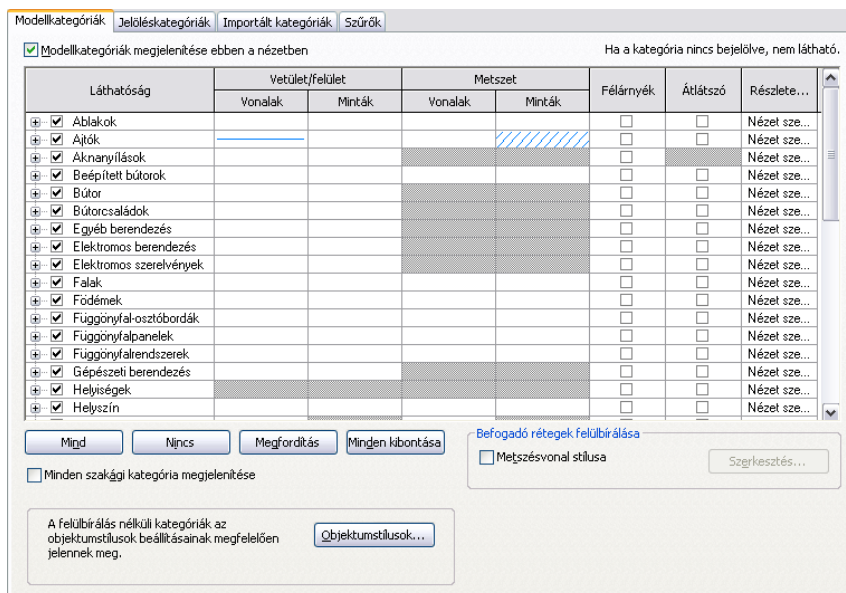 Modellkategóriák Jelöléskategóriák Importált kategóriák Szűrők
Modellkategóriák megjelenítése ebben a nézetben Ha a kategória nincs bejelölve, nem látható.
Láthatóság Vetület/felület Metszet Félárnyék Átlátszó Részlete...
Vonalak Minták Vonalak Minták
Ablakok Nézet sze...
Ajtók Nézet sze...
Aknanyílások Nézet sze...
Beépített bútorok Nézet sze...
Bútor Nézet sze...
Bútorcsaládok Nézet sze...
Egyéb berendezés Nézet sze...
Elektromos berendezés Nézet sze...
Elektromos szerelvények Nézet sze...
Falak Nézet sze...
Födémek Nézet sze...
Függönyfal-osztóbordák Nézet sze...
Függönyfalpanelek Nézet sze...
Függönyfalrendszerek Nézet sze...
Gépészeti berendezés Nézet sze...
Helyiségek Nézet sze...
Helyszín Nézet sze...
Mind Nincs Megfordítás Minden kibontása
Befogadó rétegek felülbírálása
Metszésvonal stílusa Szerkesztés...
Minden szakági kategória megjelenítése
A felülbírálás nélküli kategóriák az
objektumstílusok beállításainak megfelelően
jelennek meg.
Objektumstílusok...